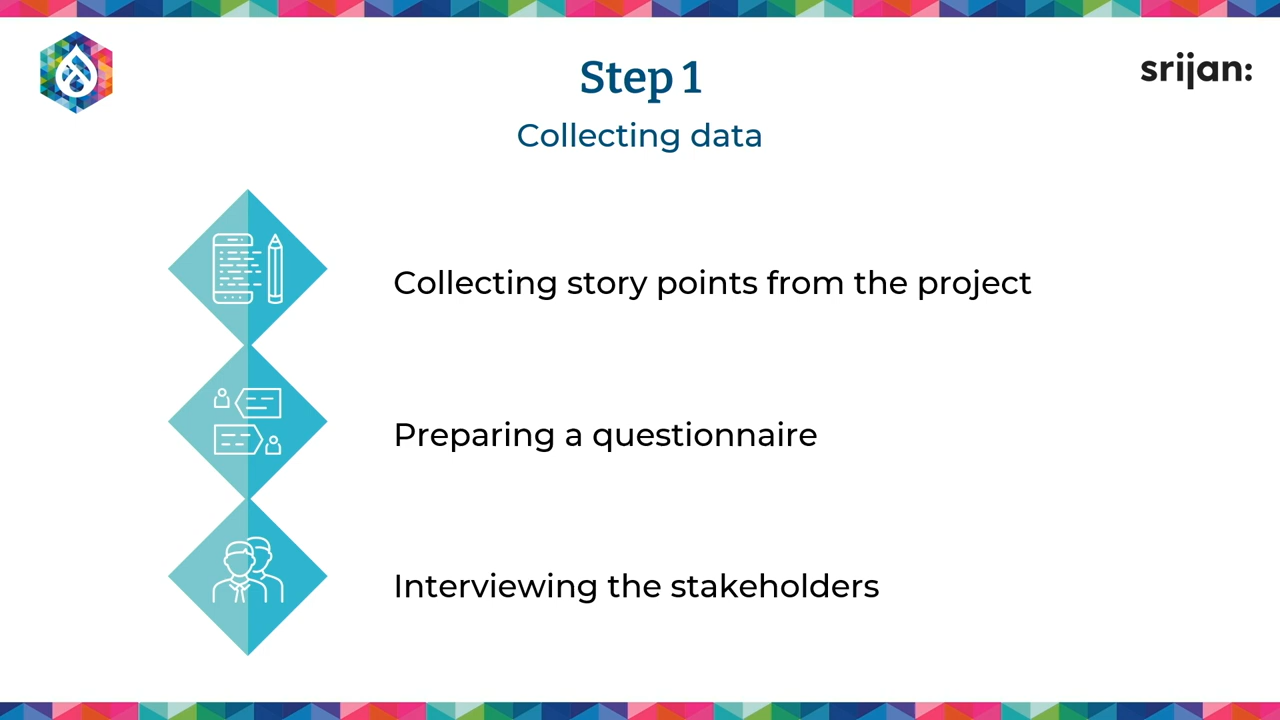 Step 1
srijan:
Collecting data
Collecting story points from the project
Preparing a questionnaire
Interviewing the stakeholders